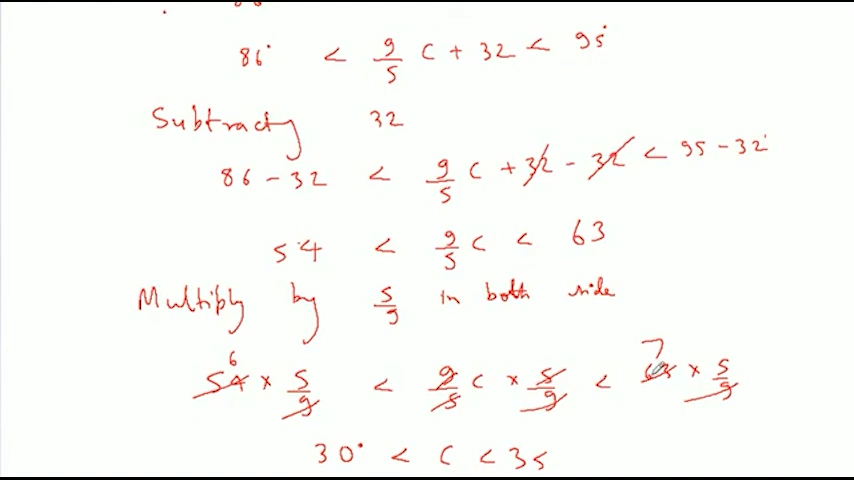 86° < 9/5 C + 32 < 95°
Subtracty 32
86 - 32 < 9/5 C + 32 - 32 < 95 - 32
54 < 9/5 C < 63
Multiply by 5/9 in both side
6
7
54 × 5/9 < 9/5 C × 5/9 < 63 × 5/9
30° < C < 35